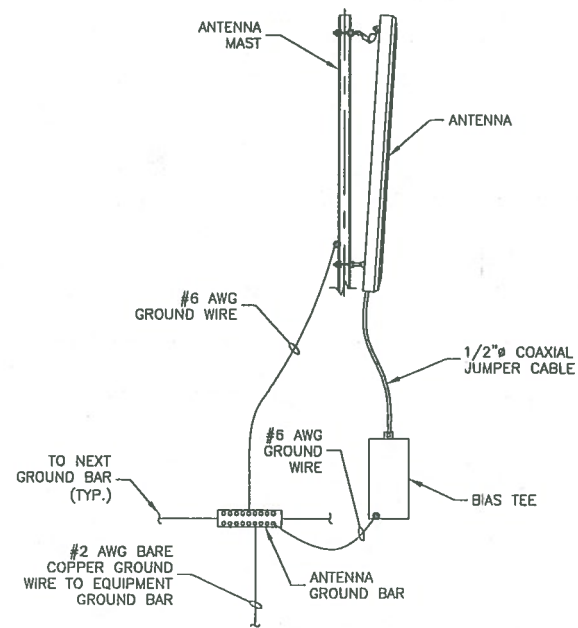 ANTENNA
MAST
ANTENNA
#6 AWG
GROUND WIRE
1/2"ø COAXIAL
JUMPER CABLE
#6 AWG
GROUND
WIRE
TO NEXT
GROUND BAR
(TYP.)
BIAS TEE
#2 AWG BARE
COPPER GROUND
WIRE TO EQUIPMENT
GROUND BAR
ANTENNA
GROUND BAR